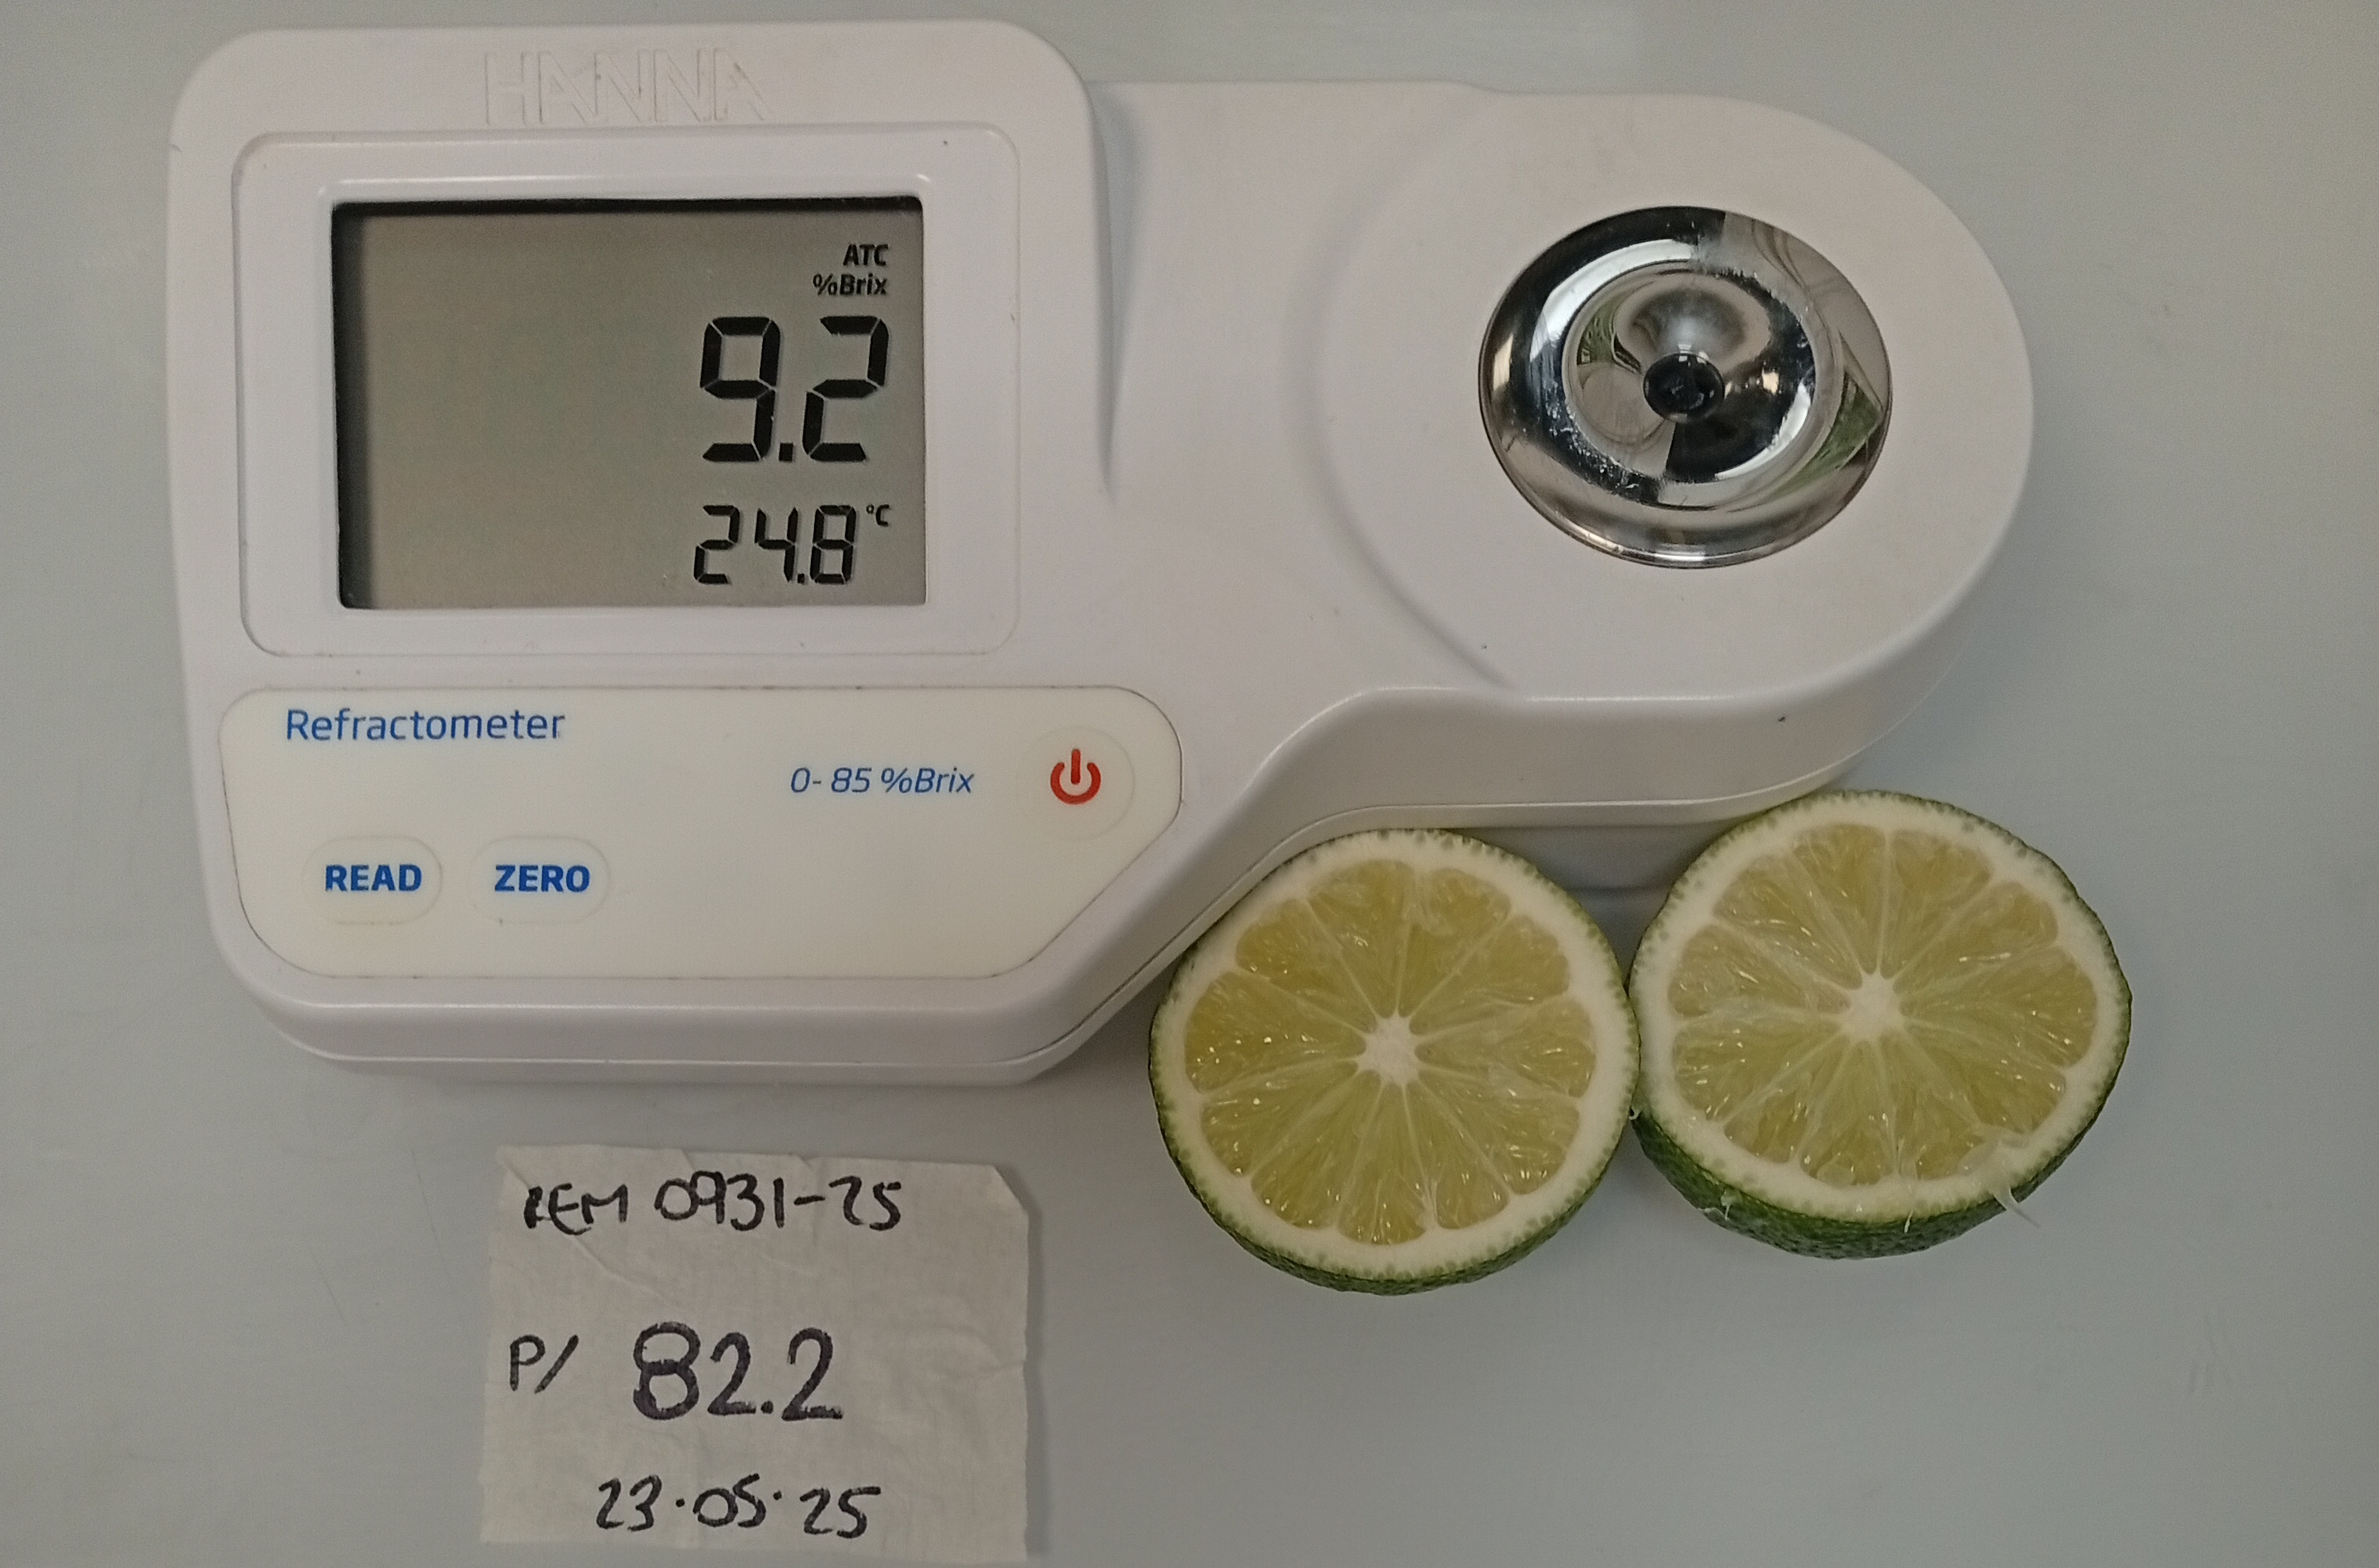 HANNA
ATC
%Brix
9.2
24.8 °C
Refractometer
0- 85 %Brix
READ ZERO
REM 0931-25
P/ 82.2
23.05.25